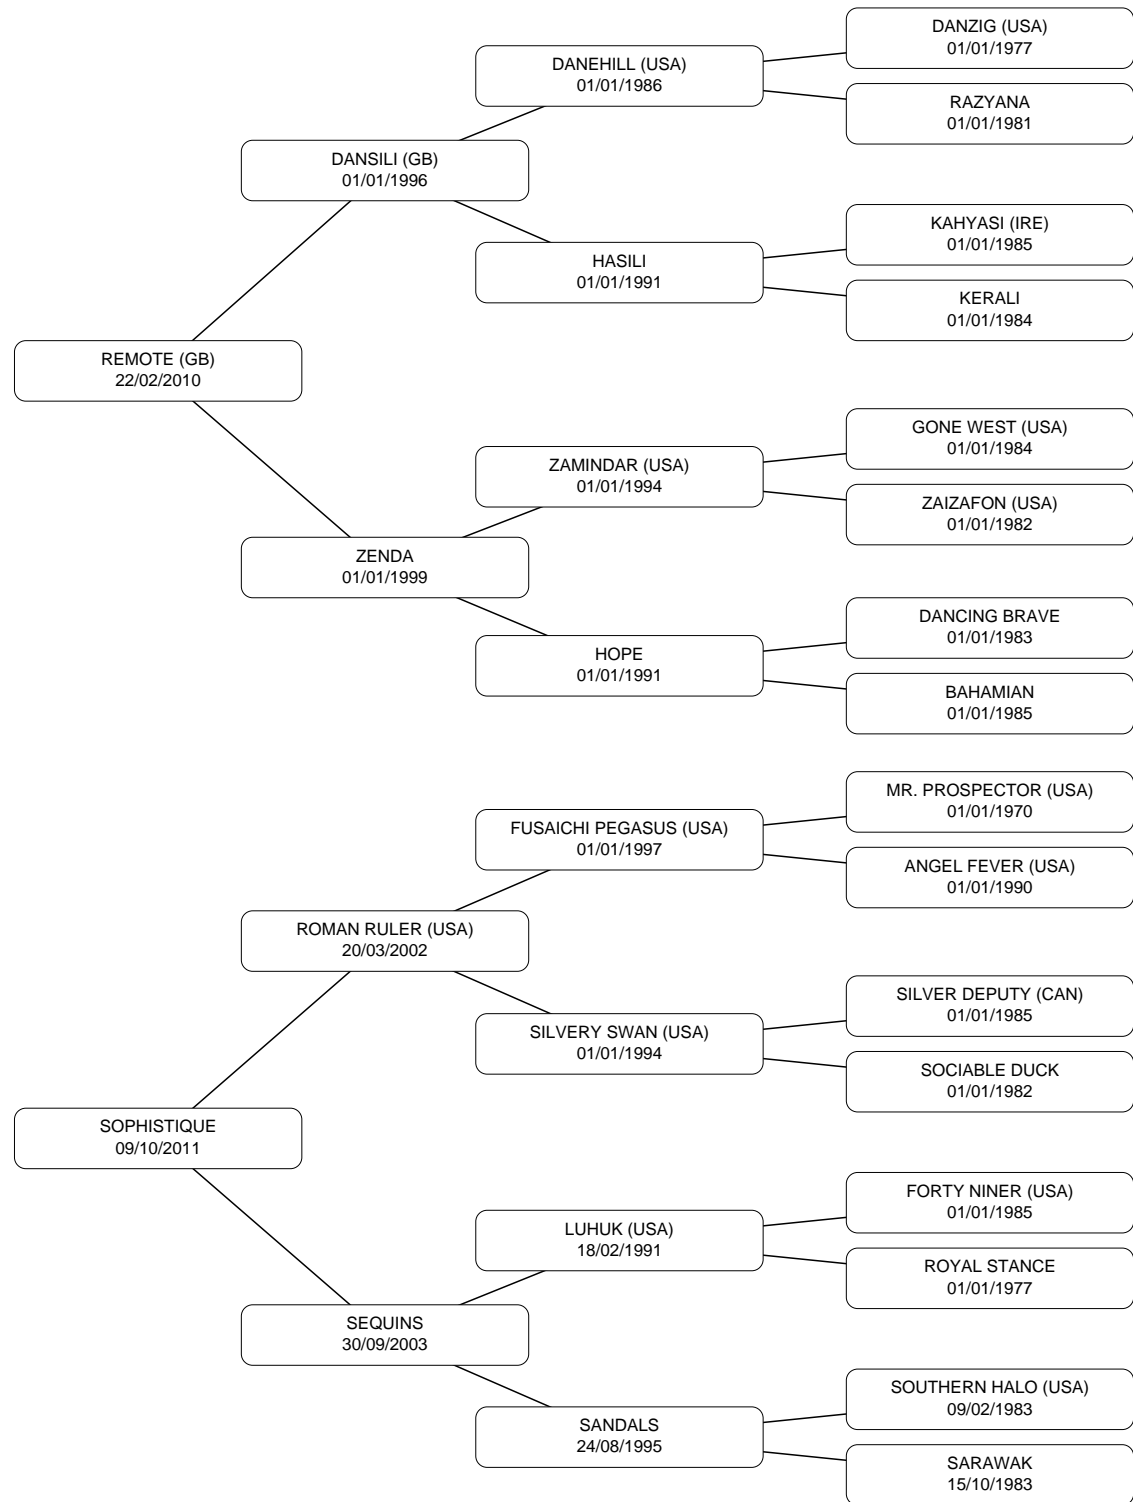 DANZIG (USA)
01/01/1977
DANEHILL (USA)
01/01/1986
RAZYANA
01/01/1981
DANSILI (GB)
01/01/1996
KAHYASI (IRE)
01/01/1985
HASILI
01/01/1991
KERALI
01/01/1984
REMOTE (GB)
22/02/2010
GONE WEST (USA)
01/01/1984
ZAMINDAR (USA)
01/01/1994
ZAIZAFON (USA)
01/01/1982
ZENDA
01/01/1999
DANCING BRAVE
01/01/1983
HOPE
01/01/1991
BAHAMIAN
01/01/1985
MR. PROSPECTOR (USA)
01/01/1970
FUSAICHI PEGASUS (USA)
01/01/1997
ANGEL FEVER (USA)
01/01/1990
ROMAN RULER (USA)
20/03/2002
SILVER DEPUTY (CAN)
01/01/1985
SILVERY SWAN (USA)
01/01/1994
SOCIABLE DUCK
01/01/1982
SOPHISTIQUE
09/10/2011
FORTY NINER (USA)
01/01/1985
LUHUK (USA)
18/02/1991
ROYAL STANCE
01/01/1977
SEQUINS
30/09/2003
SOUTHERN HALO (USA)
09/02/1983
SANDALS
24/08/1995
SARAWAK
15/10/1983